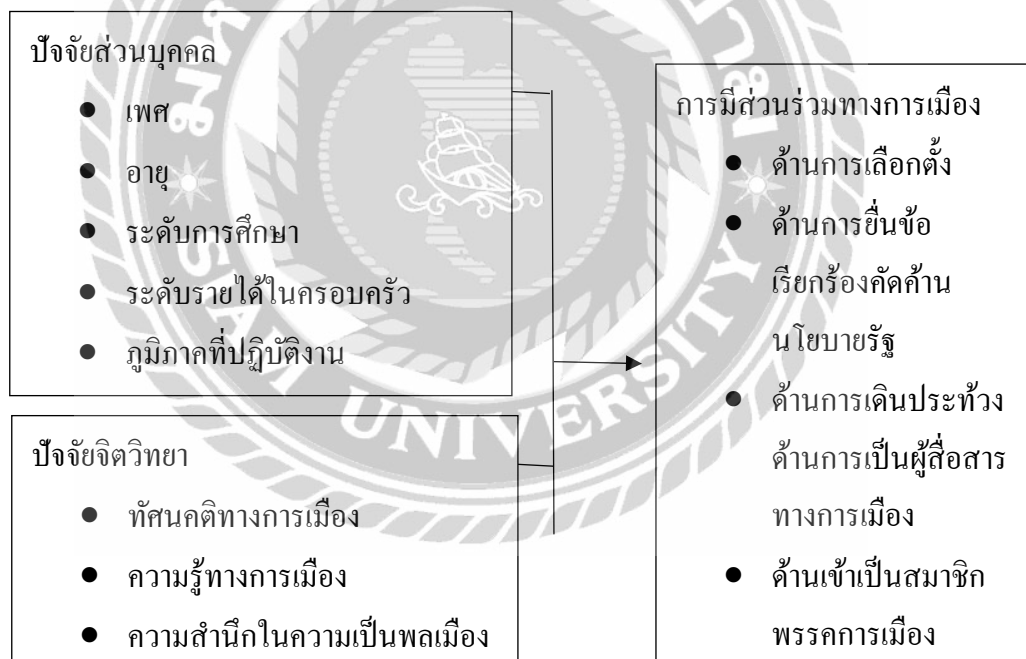 ปัจจัยส่วนบุคคล
● เพศ
● อายุ
● ระดับการศึกษา
● ระดับรายได้ในครอบครัว
● ภูมิภาคที่ปฏิบัติงาน
ปัจจัยจิตวิทยา
● ทัศนคติทางการเมือง
● ความรู้ทางการเมือง
● ความสำนึกในความเป็นพลเมือง
การมีส่วนร่วมทางการเมือง
● ด้านการเลือกตั้ง
● ด้านการยื่นข้อ
เรียกร้องคัดค้าน
นโยบายรัฐ
● ด้านการเดินประท้วง
ด้านการเป็นผู้สื่อสาร
ทางการเมือง
● ด้านเข้าเป็นสมาชิก
พรรคการเมือง
UNIVERSITY